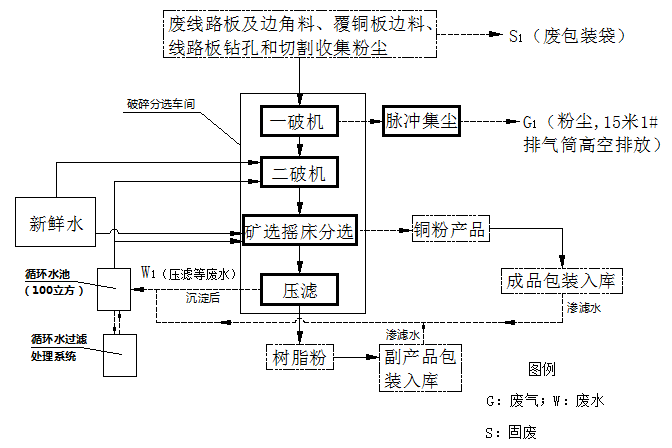 废线路板及边角料、覆铜板边料、
线路板钻孔和切割收集粉尘
S1（废包装袋）
破碎分选车间
一破机
脉冲集尘
G1（粉尘,15米1#
排气筒高空排放）
二破机
新鲜水
矿选摇床分选
铜粉产品
循环水池
（100立方）
W1（压滤等废水）
沉淀后
压滤
成品包装入库
渗滤水
循环水过滤
处理系统
树脂粉
渗滤水
副产品包
装入库
图例
G：废气；W：废水
S：固废